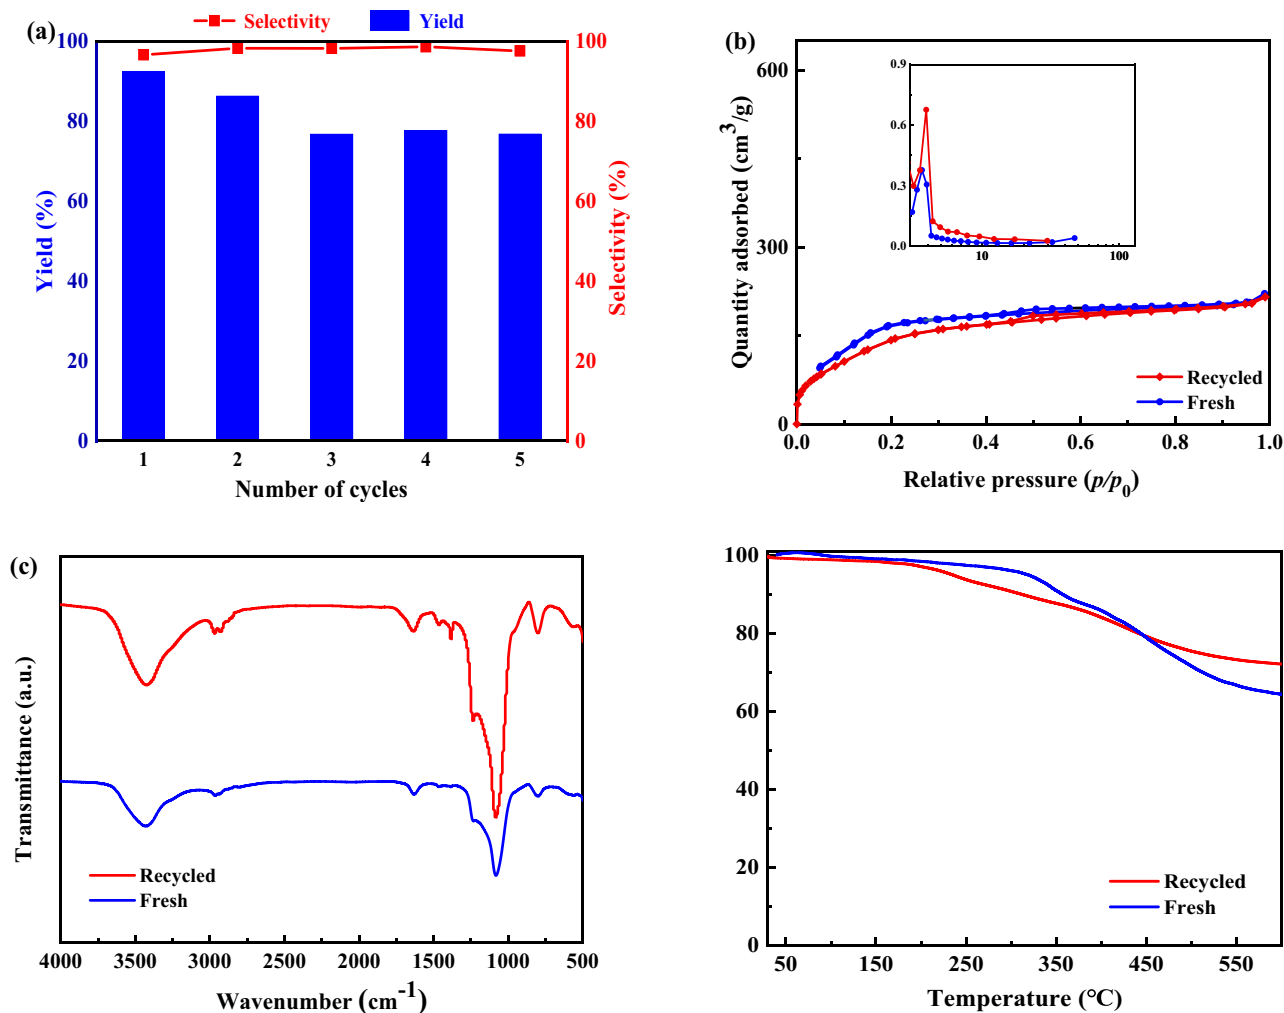 Selectivity Yield
(a)
100 100
80 80
60 60
40 40
20 20
0 0
Yield (%)
Selectivity (%)
1 2 3 4 5
Number of cycles
(b)
600
300
0
Quantity adsorbed (cm³/g)
0.9
0.6
0.3
0.0
10 100
Recycled
Fresh
0.0 0.2 0.4 0.6 0.8 1.0
Relative pressure (p/p₀)
(c)
Transmittance (a.u.)
Recycled
Fresh
4000 3500 3000 2500 2000 1500 1000 500
Wavenumber (cm⁻¹)
100
80
60
40
20
0
Recycled
Fresh
50 150 250 350 450 550
Temperature (°C)